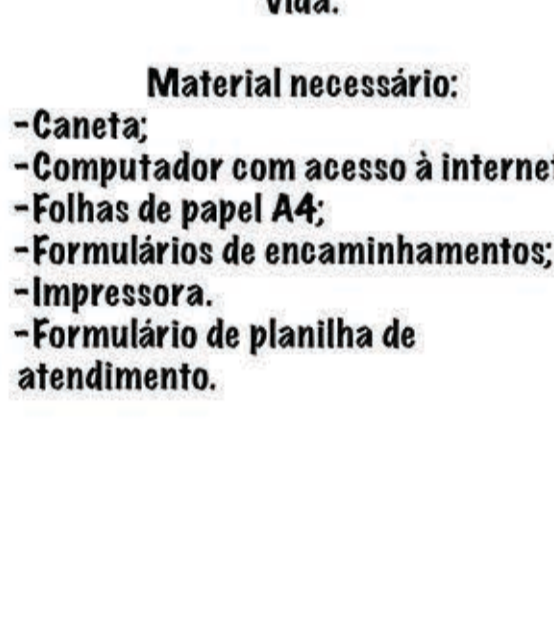 vida.
Material necessário:
-Caneta;
-Computador com acesso à internet
-Folhas de papel A4;
-Formulários de encaminhamentos;
-Impressora.
-Formulário de planilha de
atendimento.